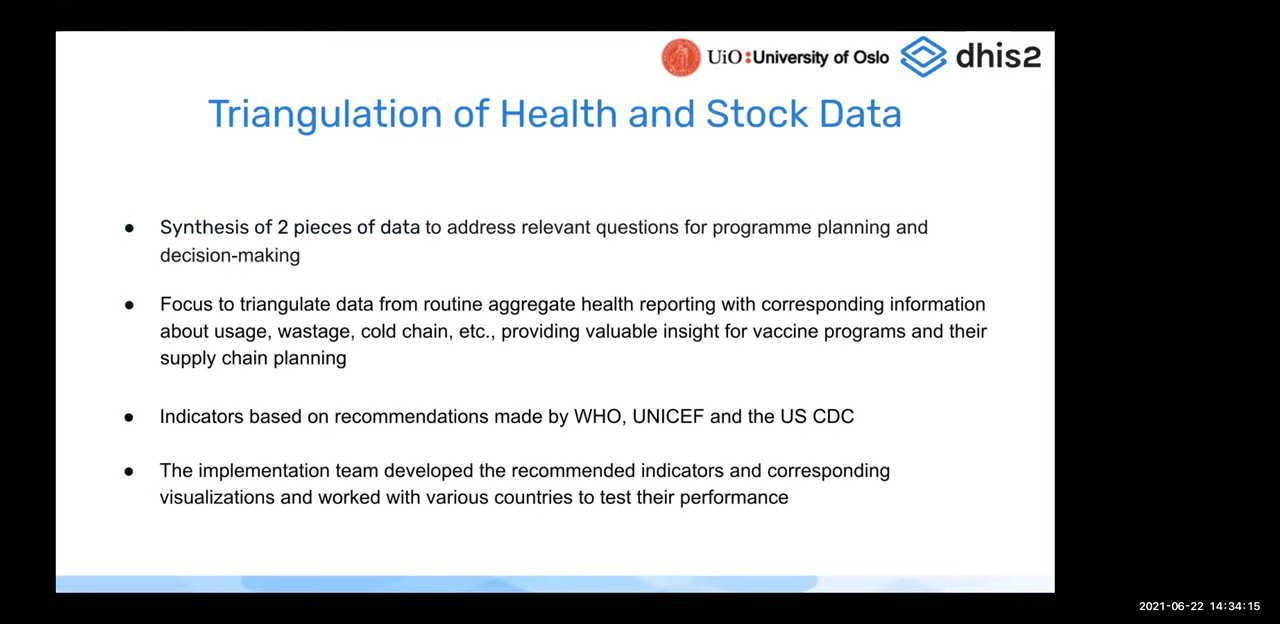 UiO:University of Oslo dhis2
Triangulation of Health and Stock Data
● Synthesis of 2 pieces of data to address relevant questions for programme planning and
decision-making
● Focus to triangulate data from routine aggregate health reporting with corresponding information
about usage, wastage, cold chain, etc., providing valuable insight for vaccine programs and their
supply chain planning
● Indicators based on recommendations made by WHO, UNICEF and the US CDC
● The implementation team developed the recommended indicators and corresponding
visualizations and worked with various countries to test their performance
2021-06-22 14:34:15